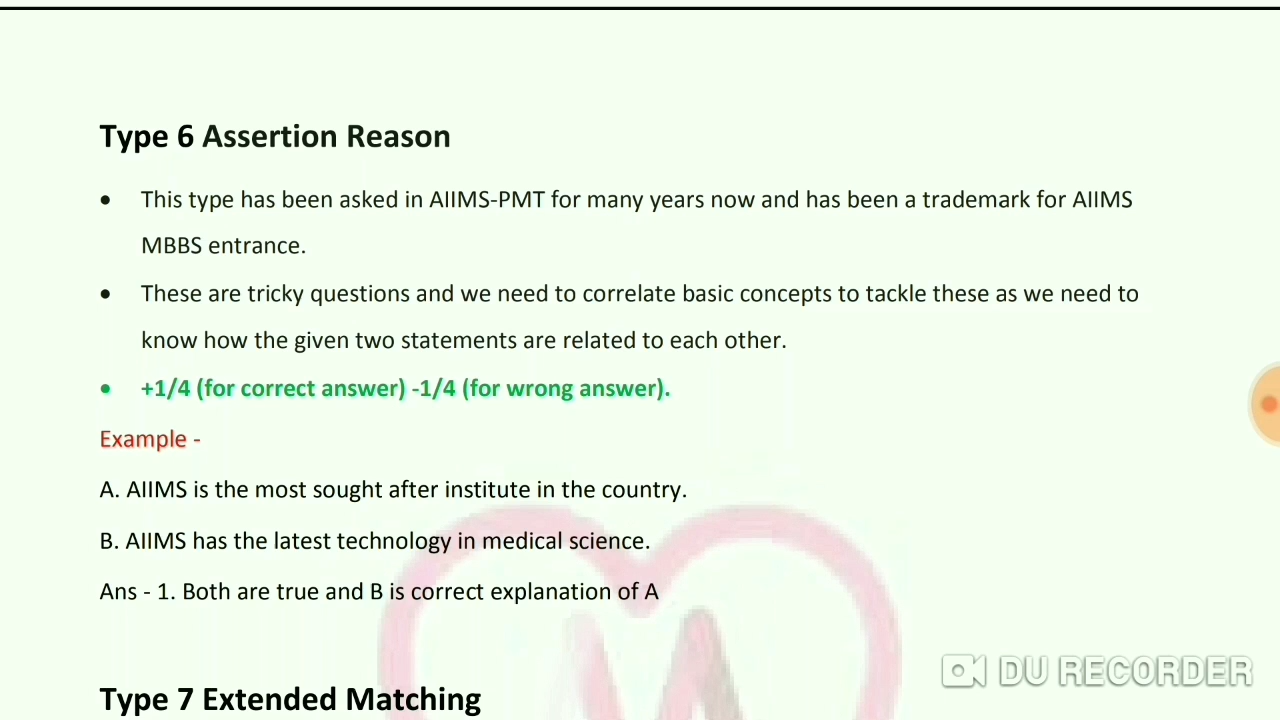 Type 6 Assertion Reason
• This type has been asked in AIIMS-PMT for many years now and has been a trademark for AIIMS
MBBS entrance.
• These are tricky questions and we need to correlate basic concepts to tackle these as we need to
know how the given two statements are related to each other.
• +1/4 (for correct answer) -1/4 (for wrong answer).
Example -
A. AIIMS is the most sought after institute in the country.
B. AIIMS has the latest technology in medical science.
Ans - 1. Both are true and B is correct explanation of A
DU RECORDER
Type 7 Extended Matching